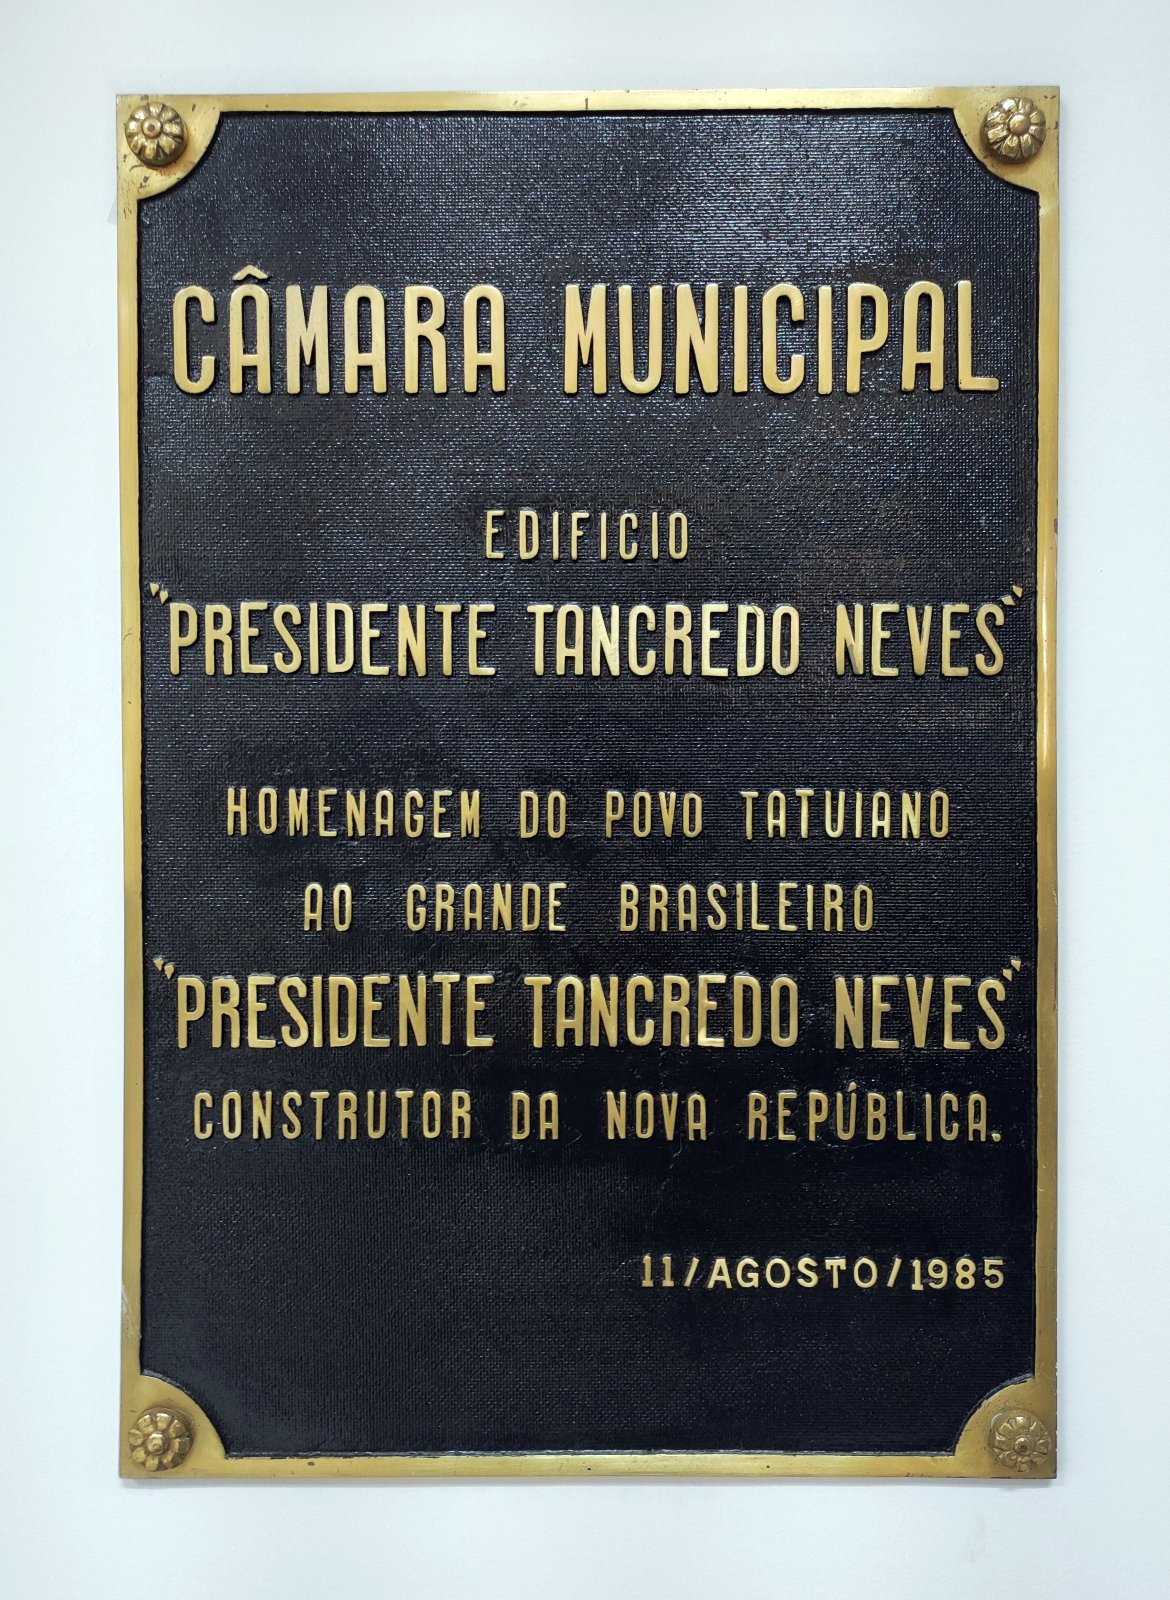 CÂMARA MUNICIPAL
EDIFICIO
"PRESIDENTE TANCREDO NEVES"
HOMENAGEM DO POVO TATUIANO
AO GRANDE BRASILEIRO
"PRESIDENTE TANCREDO NEVES"
CONSTRUTOR DA NOVA REPÚBLICA.
11/AGOSTO/1985